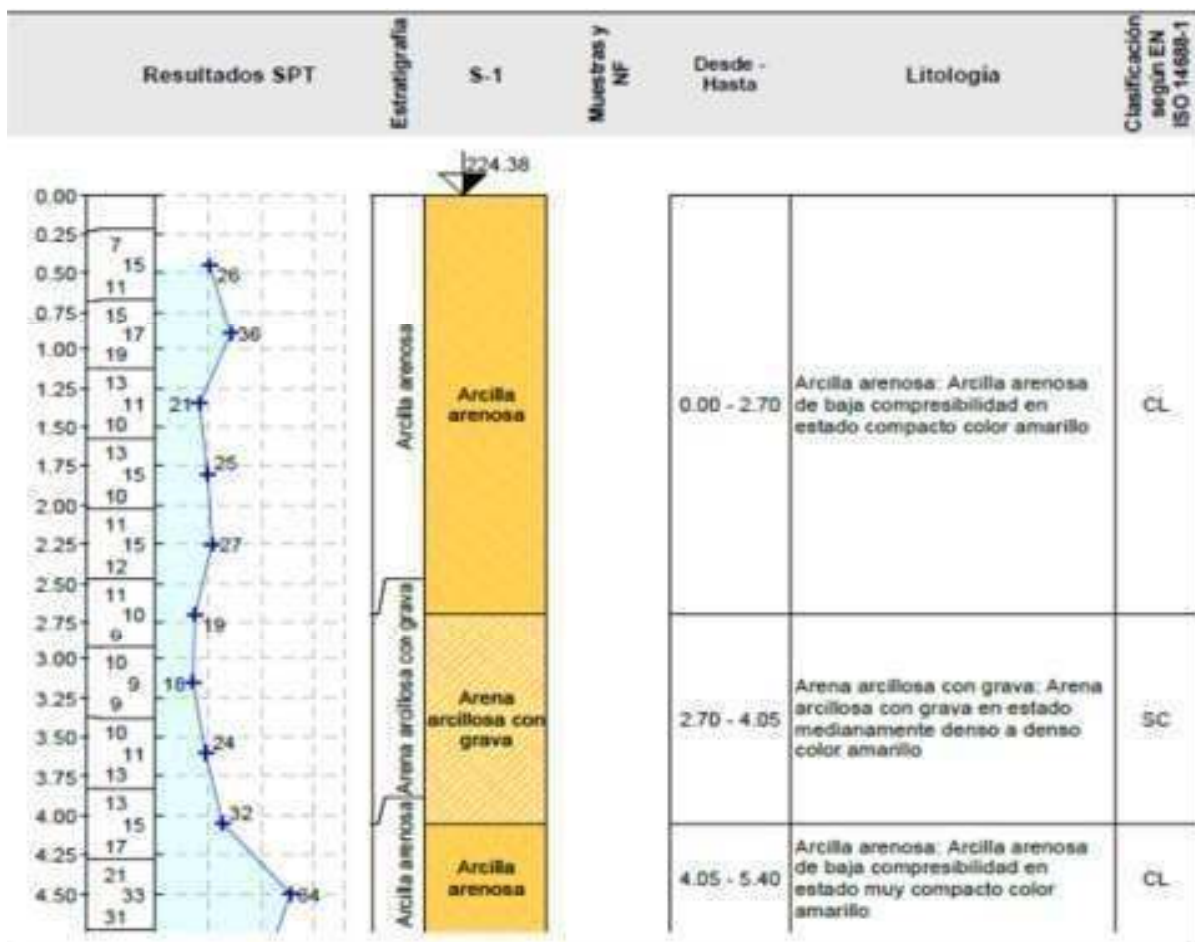 Resultados SPT
Estratigrafía
S-1
Muestras y
NF
Desde -
Hasta
Litología
Clasificación
según EN
ISO 14688-1
224.38
0.00
0.25
0.50
0.75
1.00
1.25
1.50
1.75
2.00
2.25
2.50
2.75
3.00
3.25
3.50
3.75
4.00
4.25
4.50
7
15
11
15
17
19
13
11
10
13
15
10
11
15
12
11
10
9
10
9
9
10
11
13
13
15
17
21
33
31
26
36
21
25
27
19
18
24
32
64
Arcilla arenosa
Arena arcillosa con grava
Arcilla arenosa
Arcilla
arenosa
Arena
arcillosa con
grava
Arcilla
arenosa
0.00 - 2.70
Arcilla arenosa: Arcilla arenosa
de baja compresibilidad en
estado compacto color amarillo
CL
2.70 - 4.05
Arena arcillosa con grava: Arena
arcillosa con grava en estado
medianamente denso a denso
color amarillo
SC
4.05 - 5.40
Arcilla arenosa: Arcilla arenosa
de baja compresibilidad en
estado muy compacto color
amarillo
CL